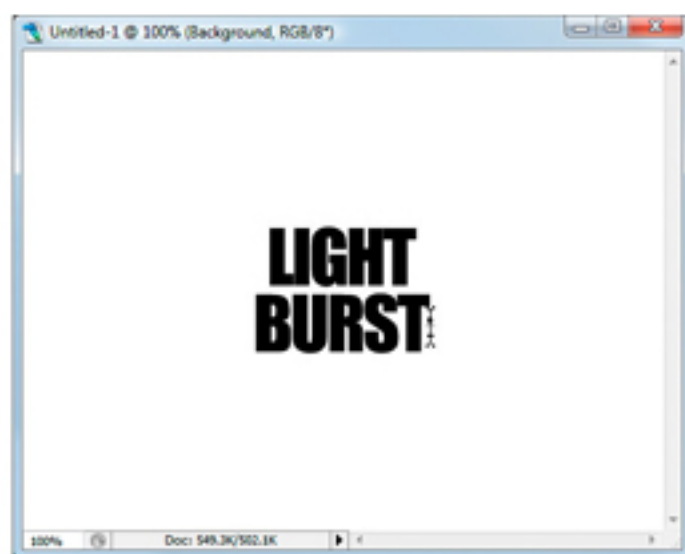 Untitled-1 @ 100% (Background, RGB/8*)
LIGHT
BURST
100%
Doc: 549.3K/502.1K